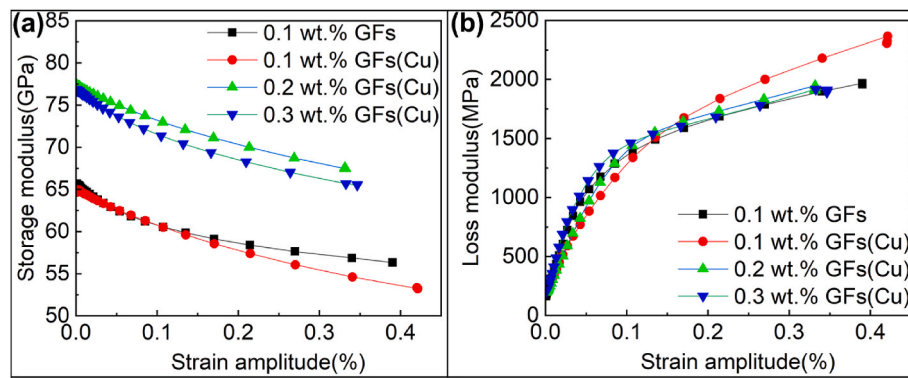 (a)
0.1 wt.% GFs
0.1 wt.% GFs(Cu)
0.2 wt.% GFs(Cu)
0.3 wt.% GFs(Cu)
Storage modulus(GPa)
85
80
75
70
65
60
55
50
0.0 0.1 0.2 0.3 0.4
Strain amplitude(%)
(b)
Loss modulus(MPa)
2500
2000
1500
1000
500
0
0.1 wt.% GFs
0.1 wt.% GFs(Cu)
0.2 wt.% GFs(Cu)
0.3 wt.% GFs(Cu)
0.0 0.1 0.2 0.3 0.4
Strain amplitude(%)